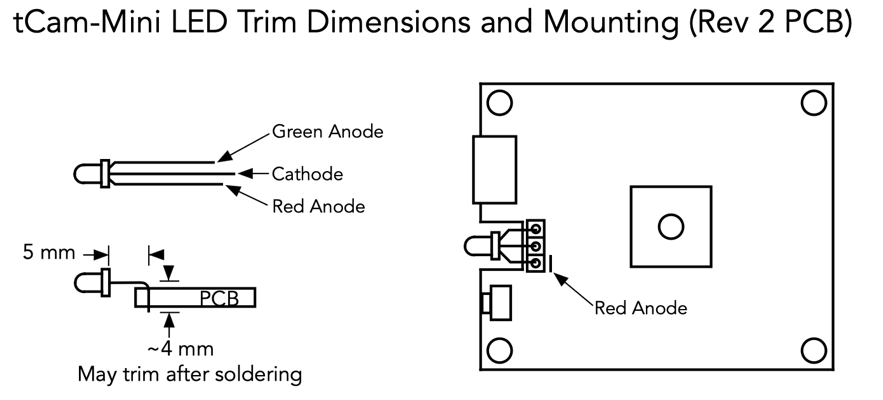 tCam-Mini LED Trim Dimensions and Mounting (Rev 2 PCB)
Green Anode
Cathode
Red Anode
5 mm
PCB
~4 mm
May trim after soldering
Red Anode